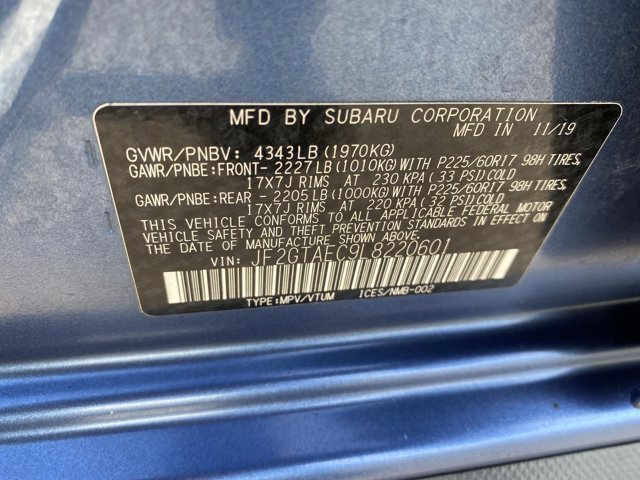 MFD BY SUBARU CORPORATION
MFD IN 11/19
GVWR/PNBV: 4343LB (1970KG)
GAWR/PNBE:FRONT- 2227LB (1010KG) WITH P225/60R17 98H TIRES,
17X7J RIMS AT 230 KPA (33 PSI) COLD
GAWR/PNBE:REAR - 2205LB (1000KG) WITH P225/60R17 98H TIRES,
17X7J RIMS AT 220 KPA (32 PSI) COLD
THIS VEHICLE CONFORMS TO ALL APPLICABLE FEDERAL MOTOR
VEHICLE SAFETY AND THEFT PREVENTION STANDARDS IN EFFECT ON
THE DATE OF MANUFACTURE SHOWN ABOVE.
VIN: JF2GTAEC9L8220601
TYPE:MPV/VTUM ICES/NMB-002